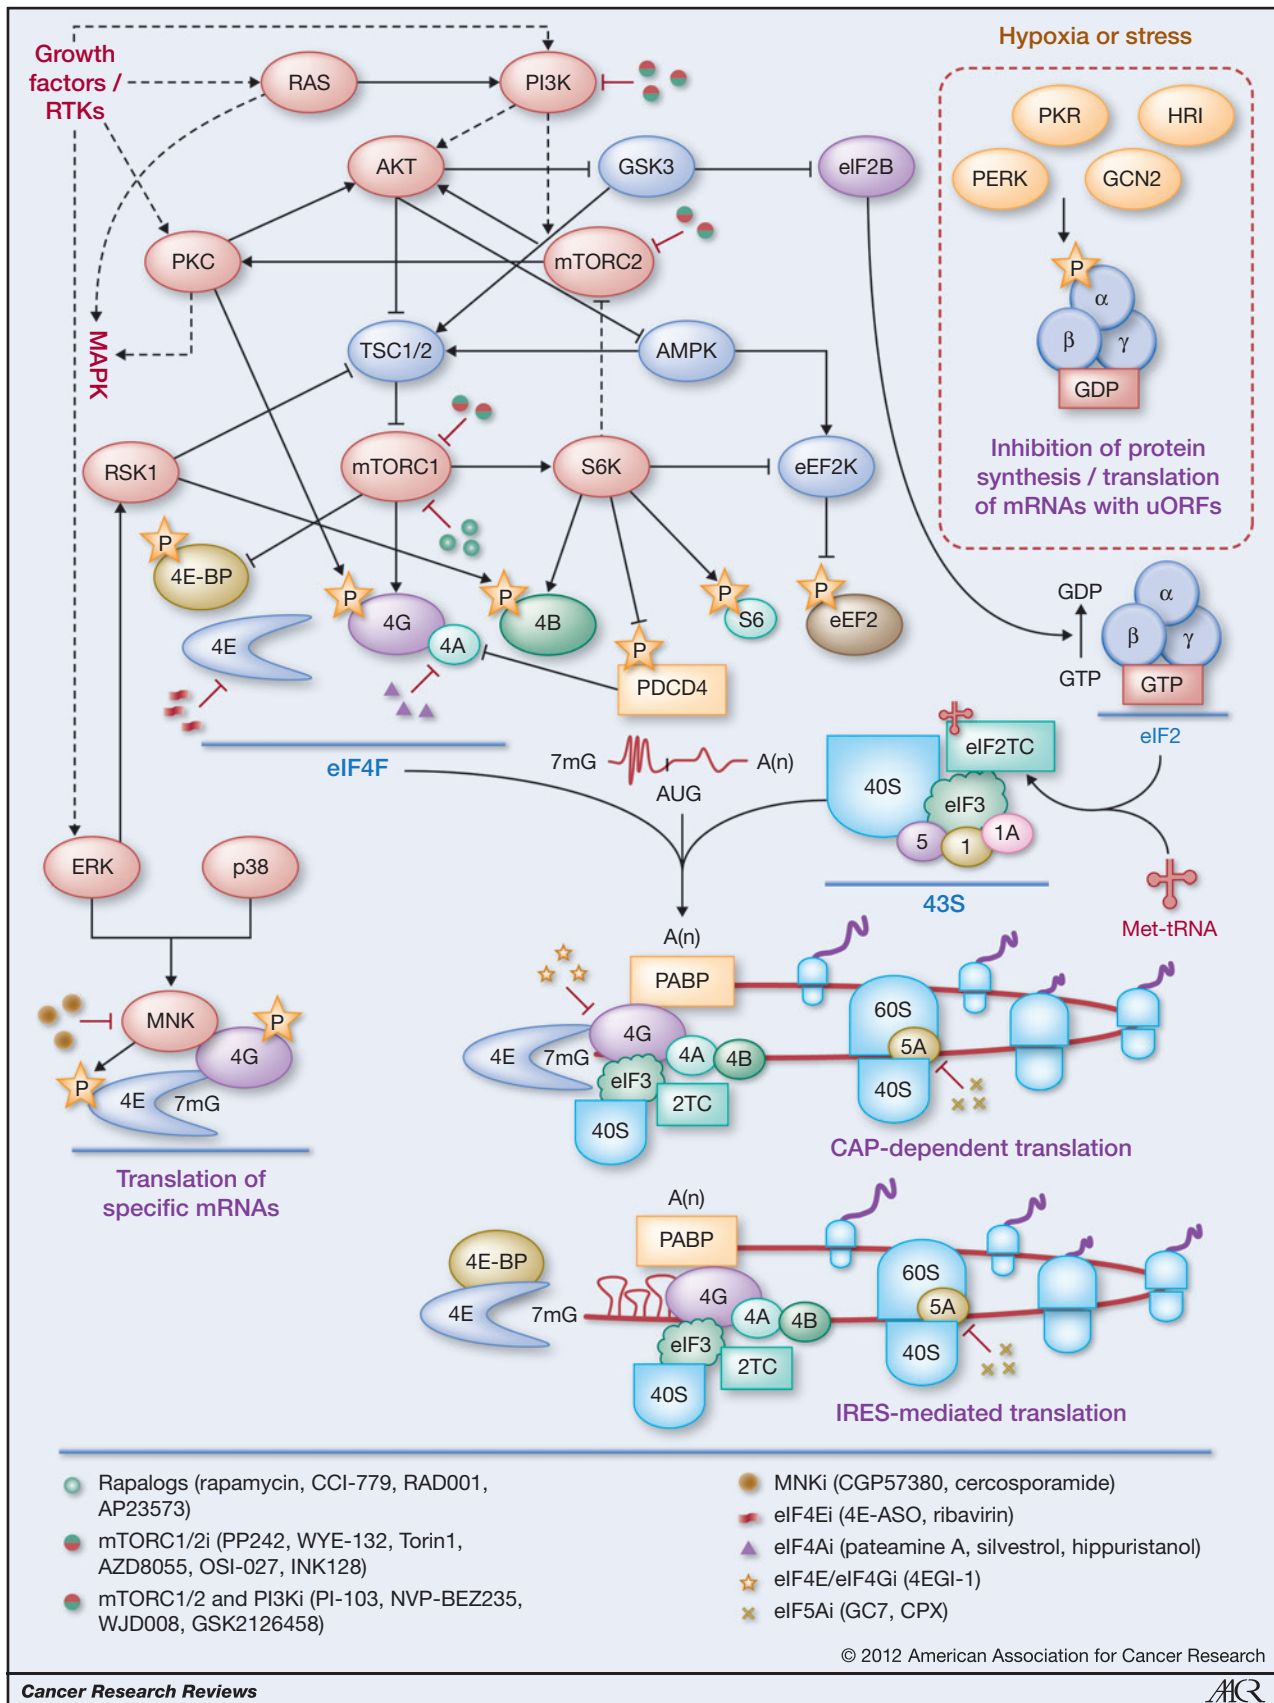 Growth
factors /
RTKs
RAS
PI3K
Hypoxia or stress
PKR
HRI
PERK
GCN2
AKT
GSK3
eIF2B
PKC
mTORC2
P
α
β
γ
GDP
MAPK
TSC1/2
AMPK
Inhibition of protein
synthesis / translation
of mRNAs with uORFs
RSK1
mTORC1
S6K
eEF2K
P
4E-BP
4E
P
4G
4A
P
4B
P
S6
P
eEF2
P
PDCD4
GDP
GTP
α
β
γ
GTP
eIF2
eIF4F
7mG
A(n)
AUG
40S
eIF2TC
eIF3
5
1
1A
43S
Met-tRNA
ERK
p38
MNK
P
4G
P
4E
7mG
Translation of
specific mRNAs
A(n)
PABP
4G
4E
7mG
4A
4B
eIF3
2TC
40S
60S
5A
40S
CAP-dependent translation
A(n)
PABP
4E-BP
4E
7mG
4G
4A
4B
eIF3
2TC
40S
60S
5A
40S
IRES-mediated translation
Rapalogs (rapamycin, CCI-779, RAD001,
AP23573)
mTORC1/2i (PP242, WYE-132, Torin1,
AZD8055, OSI-027, INK128)
mTORC1/2 and PI3Ki (PI-103, NVP-BEZ235,
WJD008, GSK2126458)
MNKi (CGP57380, cercosporamide)
eIF4Ei (4E-ASO, ribavirin)
eIF4Ai (pateamine A, silvestrol, hippuristanol)
eIF4E/eIF4Gi (4EGI-1)
eIF5Ai (GC7, CPX)
© 2012 American Association for Cancer Research
Cancer Research Reviews
AACR